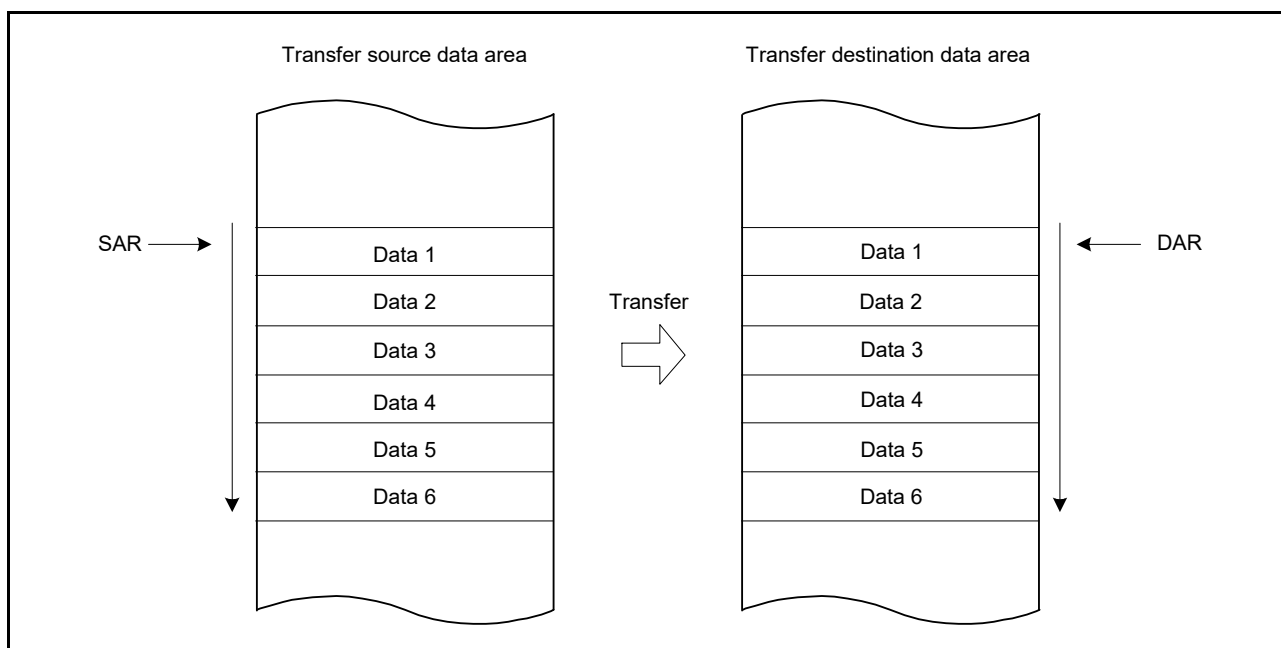 Transfer source data area
Transfer destination data area
SAR
Data 1
Data 2
Data 3
Data 4
Data 5
Data 6
Transfer
Data 1
Data 2
Data 3
Data 4
Data 5
Data 6
DAR